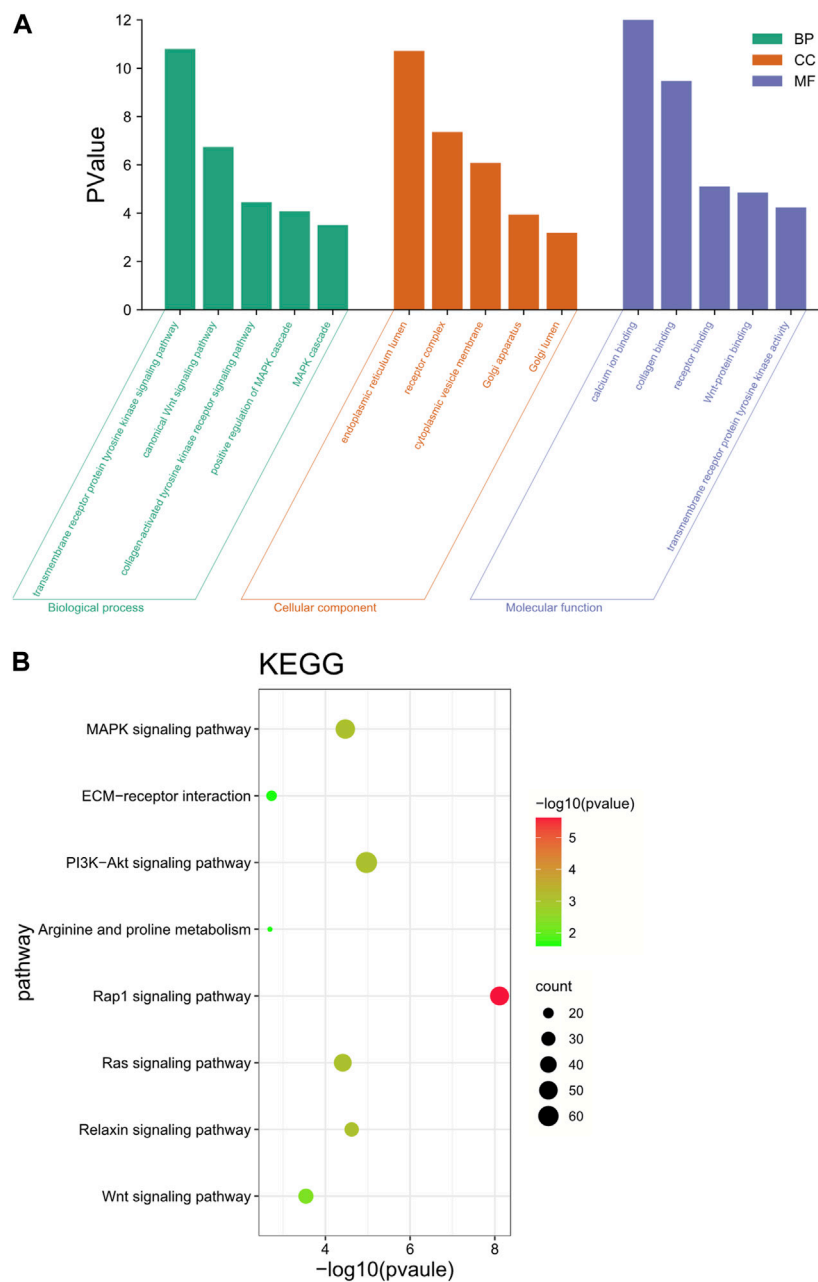 A
12
10
8
6
4
2
0
PValue
BP
CC
MF
transmembrane receptor protein tyrosine kinase signaling pathway
canonical Wnt signaling pathway
collagen-activated tyrosine kinase receptor signaling pathway
positive regulation of MAPK cascade
MAPK cascade
endoplasmic reticulum lumen
receptor complex
cytoplasmic vesicle membrane
Golgi apparatus
Golgi lumen
calcium ion binding
collagen binding
receptor binding
Wnt-protein binding
transmembrane receptor protein tyrosine kinase activity
Biological process
Cellular component
Molecular function
B
KEGG
pathway
MAPK signaling pathway
ECM−receptor interaction
PI3K−Akt signaling pathway
Arginine and proline metabolism
Rap1 signaling pathway
Ras signaling pathway
Relaxin signaling pathway
Wnt signaling pathway
4 6 8
−log10(pvaule)
−log10(pvalue)
5
4
3
2
count
20
30
40
50
60